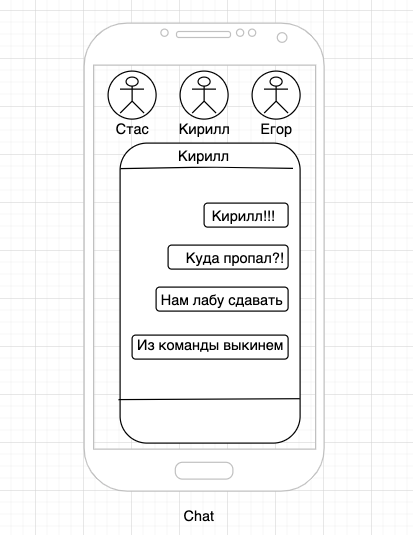 Стас Кирилл Егор
Кирилл
Кирилл!!!
Куда пропал?!
Нам лабу сдавать
Из команды выкинем
Chat